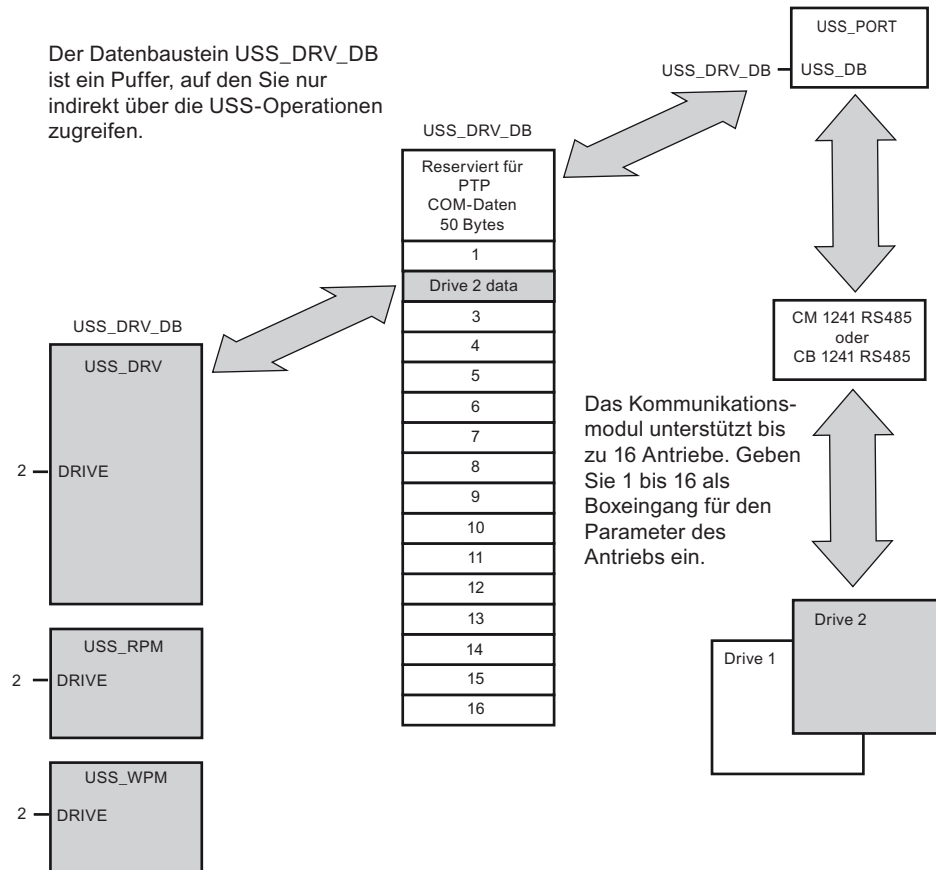 Der Datenbaustein USS_DRV_DB
ist ein Puffer, auf den Sie nur
indirekt über die USS-Operationen
zugreifen.
USS_PORT
USS_DRV_DB
USS_DB
USS_DRV_DB
Reserviert für
PTP
COM-Daten
50 Bytes
1
Drive 2 data
3
4
5
6
7
8
9
10
11
12
13
14
15
16
USS_DRV_DB
USS_DRV
2
DRIVE
USS_RPM
2
DRIVE
USS_WPM
2
DRIVE
CM 1241 RS485
oder
CB 1241 RS485
Das Kommunikations-
modul unterstützt bis
zu 16 Antriebe. Geben
Sie 1 bis 16 als
Boxeingang für den
Parameter des
Antriebs ein.
Drive 2
Drive 1